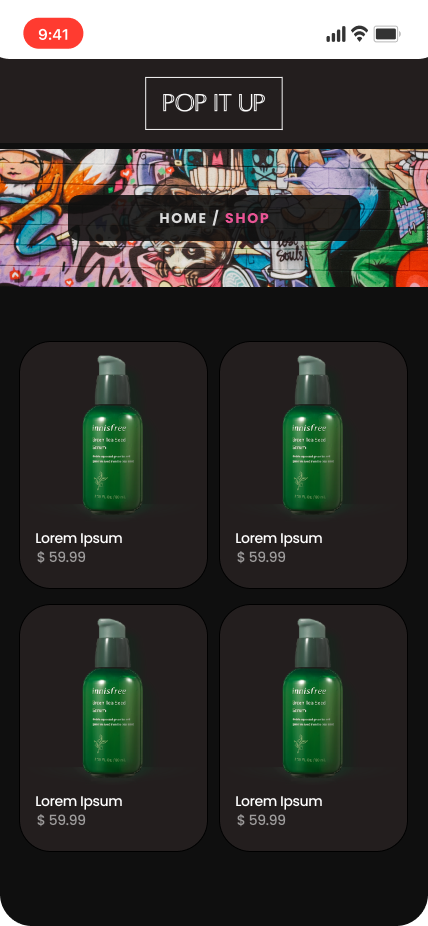 9:41
POP IT UP
HOME / SHOP
Lost
Souls
innisfree
Green Tea Seed
serum
innisfree
Green Tea Seed
serum
Lorem Ipsum
$ 59.99
Lorem Ipsum
$ 59.99
innisfree
Green Tea Seed
serum
innisfree
Green Tea Seed
serum
Lorem Ipsum
$ 59.99
Lorem Ipsum
$ 59.99